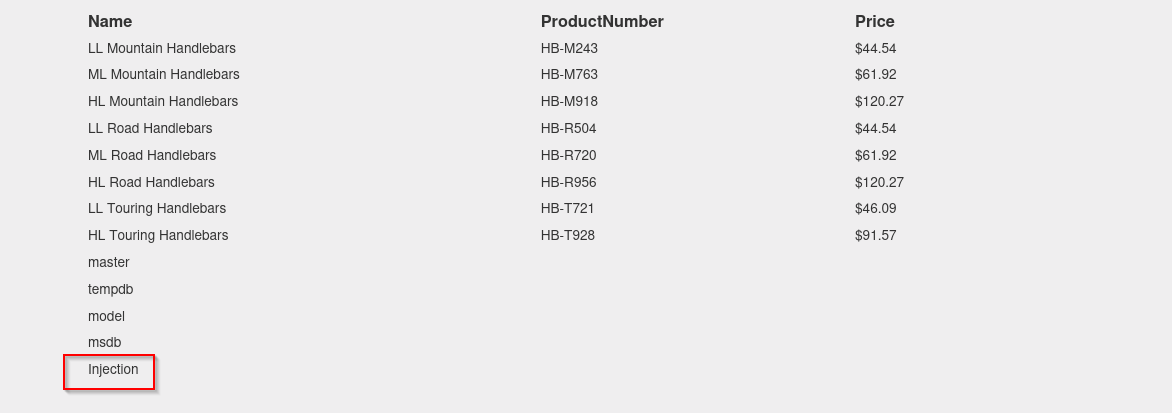 Name ProductNumber Price
LL Mountain Handlebars HB-M243 $44.54
ML Mountain Handlebars HB-M763 $61.92
HL Mountain Handlebars HB-M918 $120.27
LL Road Handlebars HB-R504 $44.54
ML Road Handlebars HB-R720 $61.92
HL Road Handlebars HB-R956 $120.27
LL Touring Handlebars HB-T721 $46.09
HL Touring Handlebars HB-T928 $91.57
master
tempdb
model
msdb
Injection